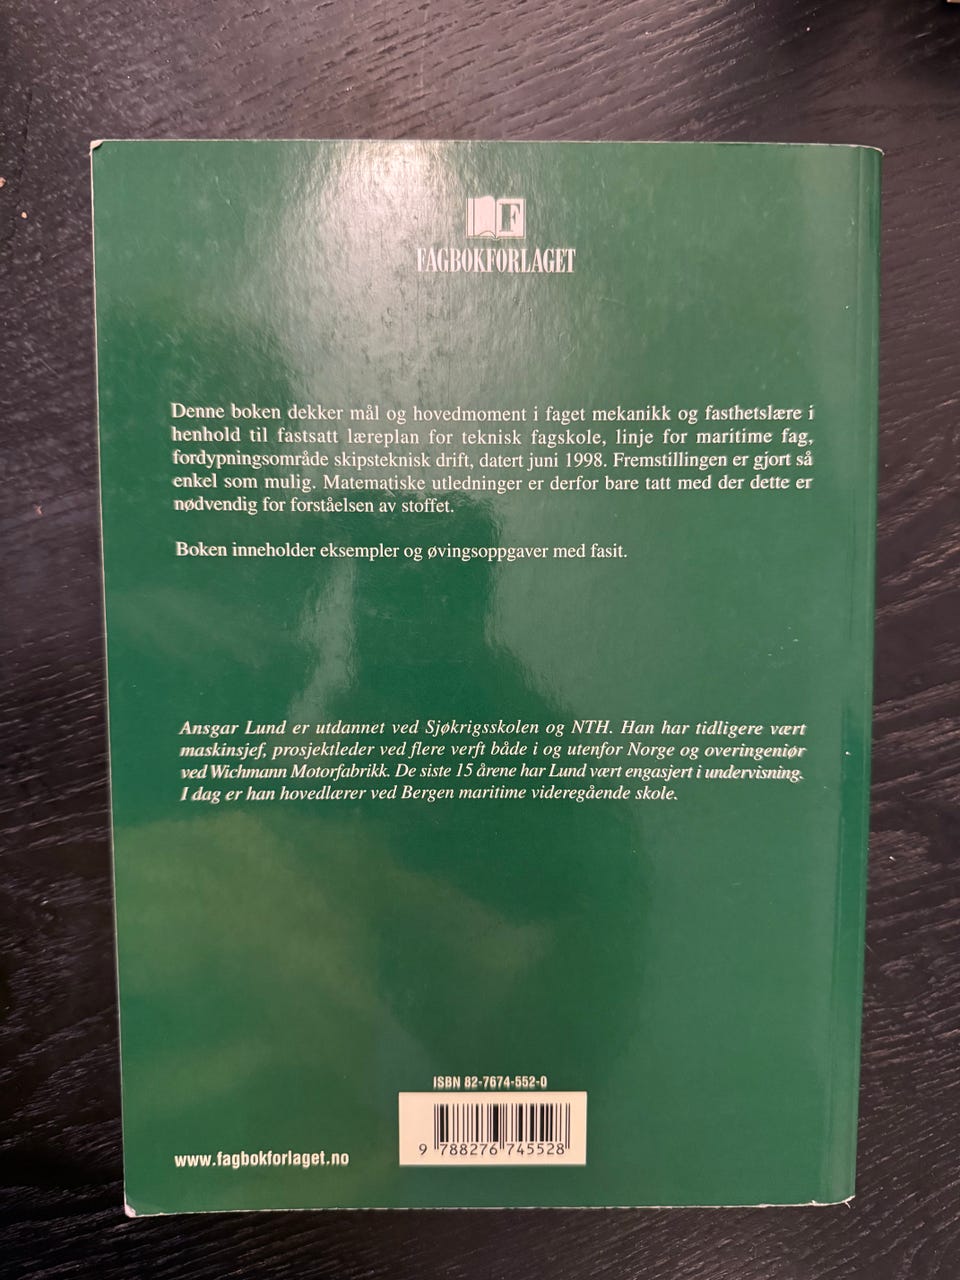 F
FAGBOKFORLAGET
Denne boken dekker mål og hovedmoment i faget mekanikk og fasthetslære i
henhold til fastsatt læreplan for teknisk fagskole, linje for maritime fag,
fordypningsområde skipsteknisk drift, datert juni 1998. Fremstillingen er gjort så
enkel som mulig. Matematiske utledninger er derfor bare tatt med der dette er
nødvendig for forståelsen av stoffet.
Boken inneholder eksempler og øvingsoppgaver med fasit.
Ansgar Lund er utdannet ved Sjøkrigsskolen og NTH. Han har tidligere vært
maskinsjef, prosjektleder ved flere verft både i og utenfor Norge og overingeniør
ved Wichmann Motorfabrikk. De siste 15 årene har Lund vært engasjert i undervisning.
I dag er han hovedlærer ved Bergen maritime videregående skole.
ISBN 82-7674-552-0
9 788276 745528
www.fagbokforlaget.no